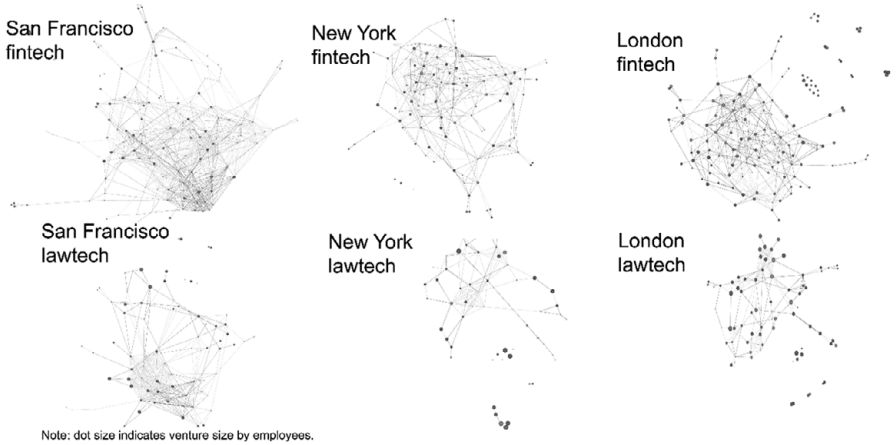 San Francisco
fintech
New York
fintech
London
fintech
San Francisco
lawtech
New York
lawtech
London
lawtech
Note: dot size indicates venture size by employees.